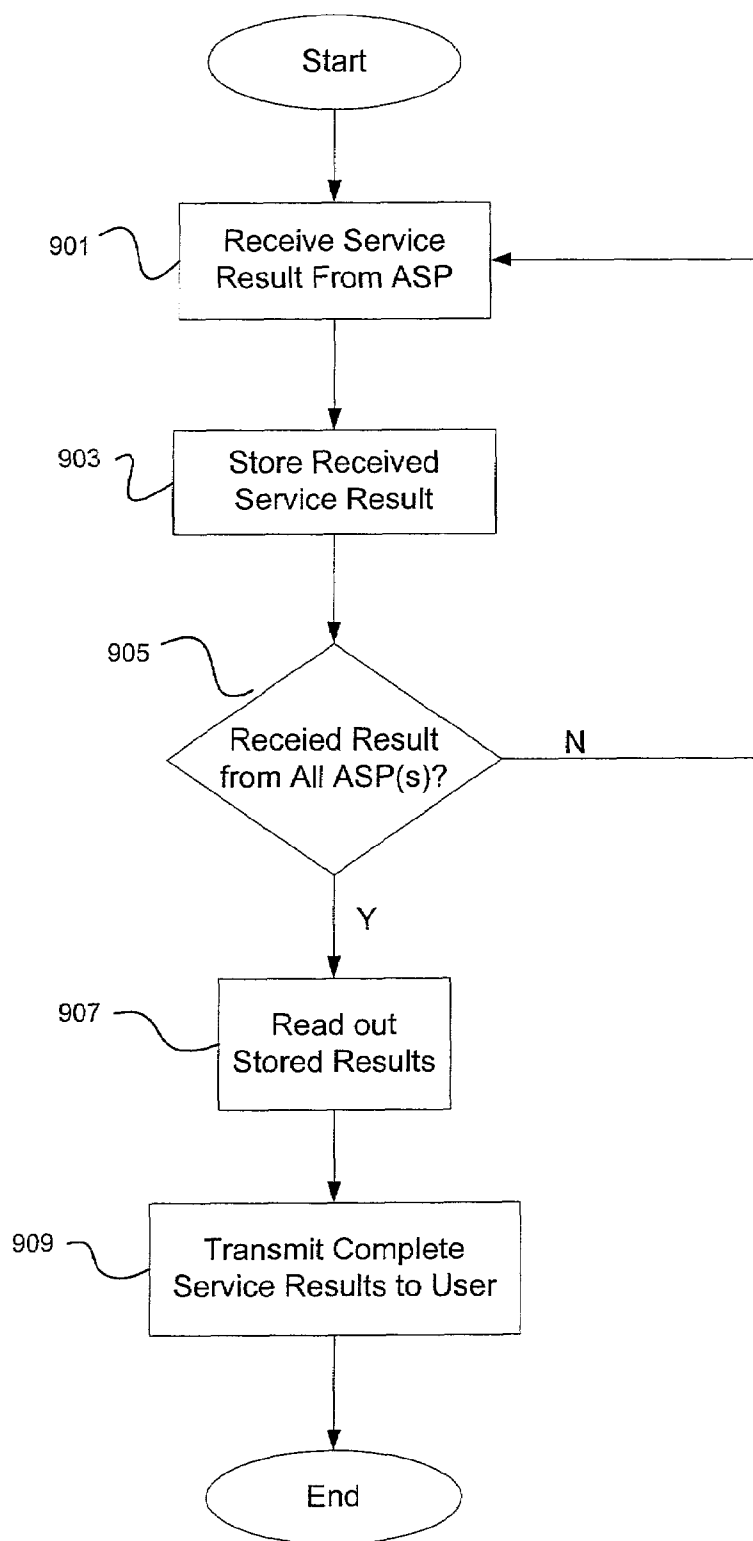 Start
901
Receive Service
Result From ASP
903
Store Received
Service Result
905
Receied Result
from All ASP(s)?
N
Y
907
Read out
Stored Results
909
Transmit Complete
Service Results to User
End